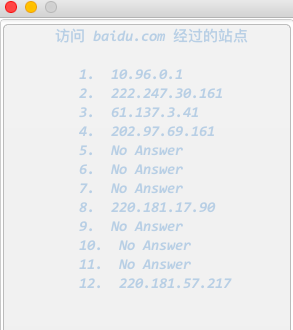 访问 baidu.com 经过的站点
1. 10.96.0.1
2. 222.247.30.161
3. 61.137.3.41
4. 202.97.69.161
5. No Answer
6. No Answer
7. No Answer
8. 220.181.17.90
9. No Answer
10. No Answer
11. No Answer
12. 220.181.57.217